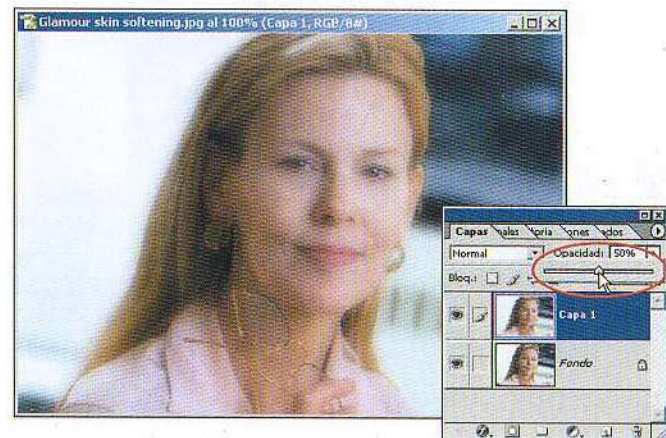 Glamour skin softening.jpg al 100% (Capa 1, RGB/8#)
Capas
Normal
Opacidad: 50%
Bloq.:
Capa 1
Fondo